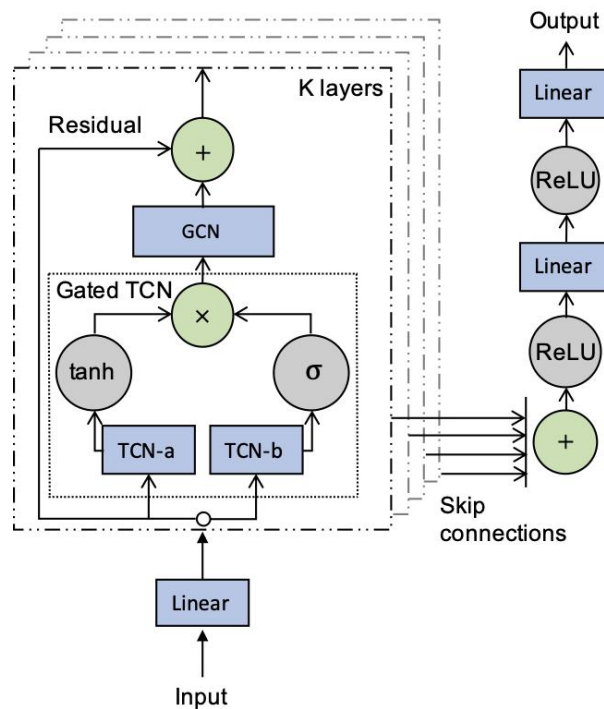 Output
K layers
Linear
Residual
+
ReLU
GCN
Linear
Gated TCN
×
ReLU
tanh
σ
TCN-a
TCN-b
+
Skip
connections
Linear
Input